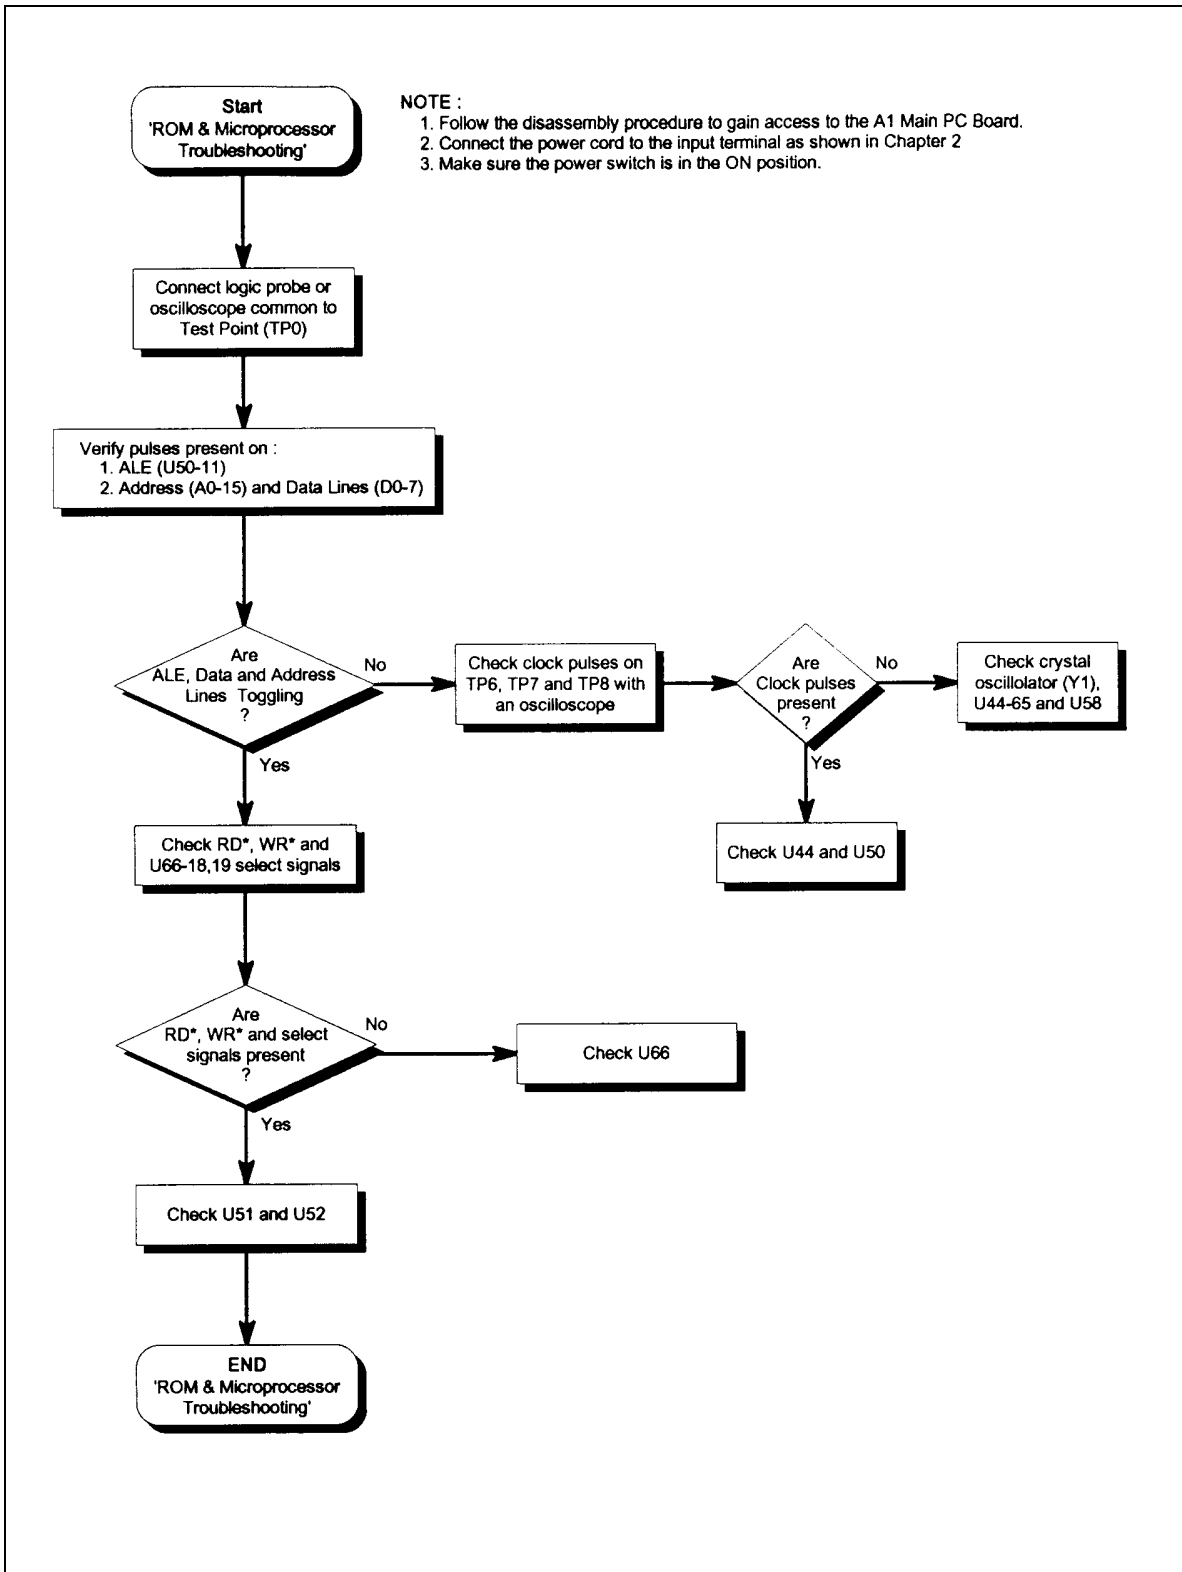 Start
'ROM & Microprocessor
Troubleshooting'
NOTE :
1. Follow the disassembly procedure to gain access to the A1 Main PC Board.
2. Connect the power cord to the input terminal as shown in Chapter 2
3. Make sure the power switch is in the ON position.
Connect logic probe or
oscilloscope common to
Test Point (TP0)
Verify pulses present on :
1. ALE (U50-11)
2. Address (A0-15) and Data Lines (D0-7)
Are
ALE, Data and Address
Lines Toggling
?
No
Yes
Check clock pulses on
TP6, TP7 and TP8 with
an oscilloscope
Are
Clock pulses
present
?
No
Yes
Check crystal
oscillolator (Y1),
U44-65 and U58
Check U44 and U50
Check RD*, WR* and
U66-18,19 select signals
Are
RD*, WR* and select
signals present
?
No
Yes
Check U66
Check U51 and U52
END
'ROM & Microprocessor
Troubleshooting'